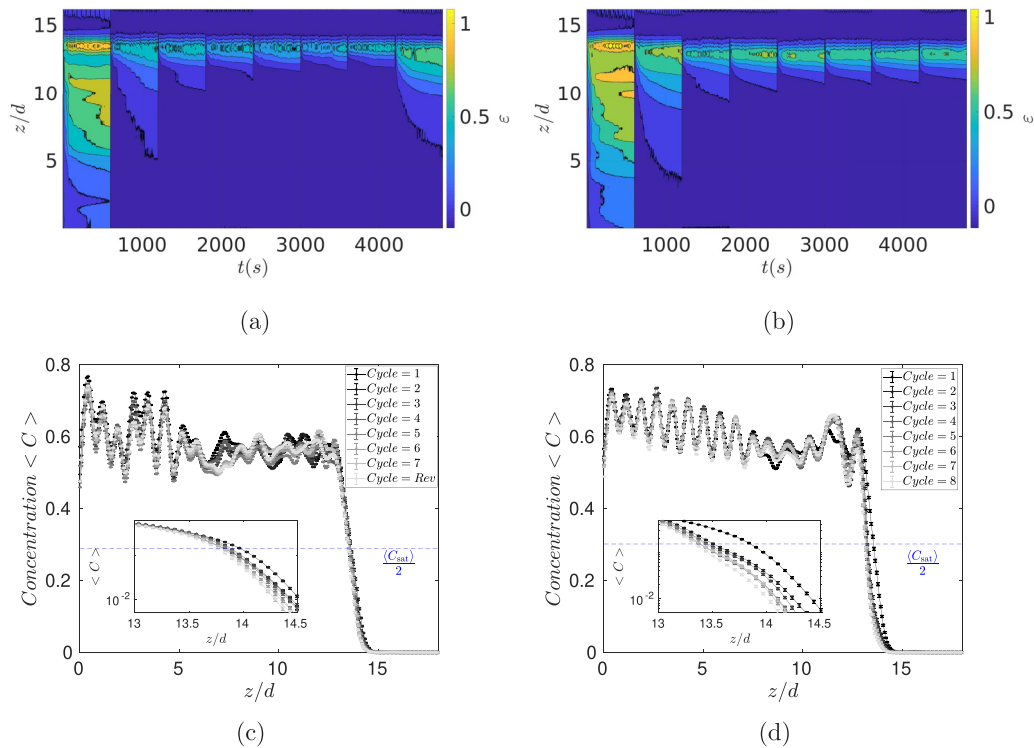 15
10
5
z/d
1000 2000 3000 4000
t(s)
1
0.5
0
ε
(a)
15
10
5
z/d
1000 2000 3000 4000
t(s)
1
0.5
0
ε
(b)
0.8
0.6
0.4
0.2
0
Concentration < C >
0 5 10 15
z/d
Cycle = 1
Cycle = 2
Cycle = 3
Cycle = 4
Cycle = 5
Cycle = 6
Cycle = 7
Cycle = Rev
⟨C_sat⟩
2
< C >
10^-2
13 13.5 14 14.5
z/d
(c)
0.8
0.6
0.4
0.2
0
Concentration < C >
0 5 10 15
z/d
Cycle = 1
Cycle = 2
Cycle = 3
Cycle = 4
Cycle = 5
Cycle = 6
Cycle = 7
Cycle = 8
⟨C_sat⟩
2
< C >
10^-2
13 13.5 14 14.5
z/d
(d)